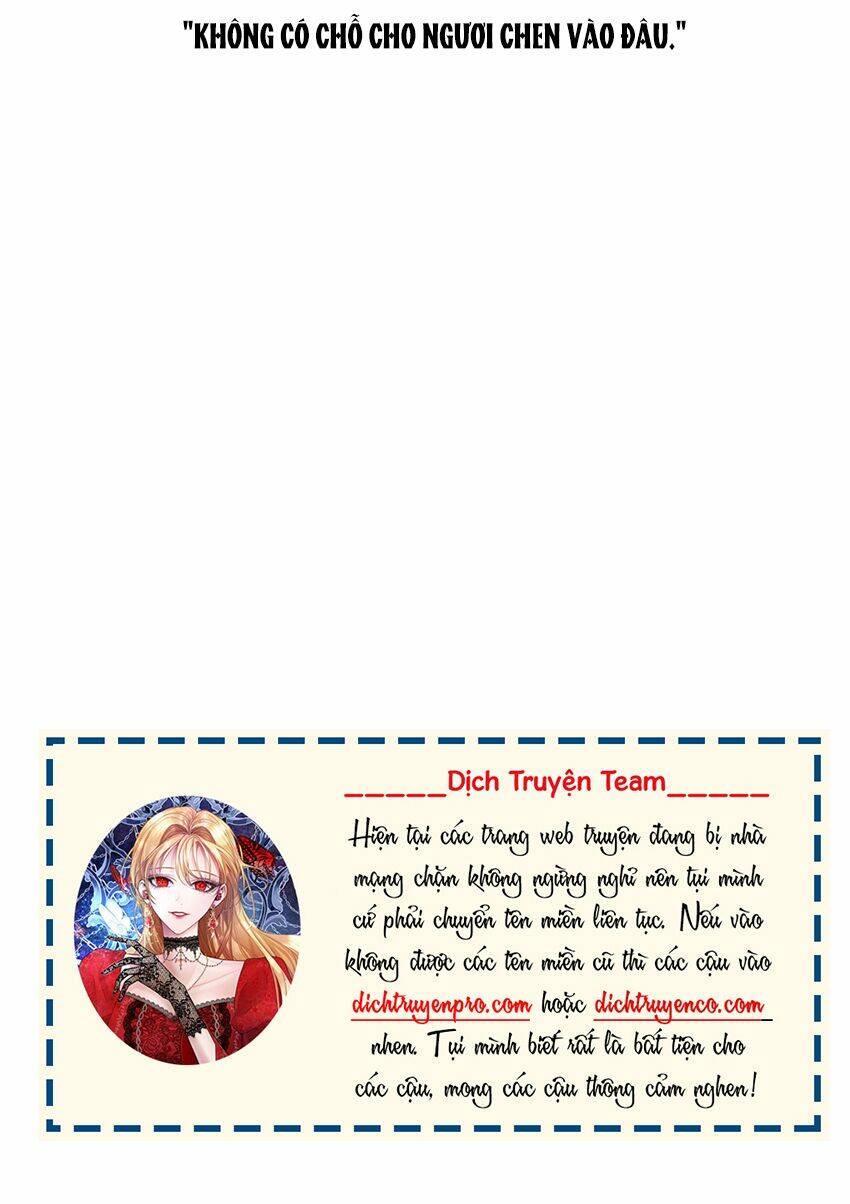 "KHÔNG CÓ CHỖ CHO NGƯƠI CHEN VÀO ĐÂU."
_____Dịch Truyện Team_____
Hiện tại các trang web truyện đang bị nhà
mạng chặn không ngừng nghỉ nên tụi mình
cứ phải chuyển tên miền liên tục. Nếu vào
không được các tên miền cũ thì các cậu vào
dichtruyenpro.com hoặc dichtruyenco.com
nhen. Tụi mình biết rất là bất tiện cho
các cậu, mong các cậu thông cảm nghen!